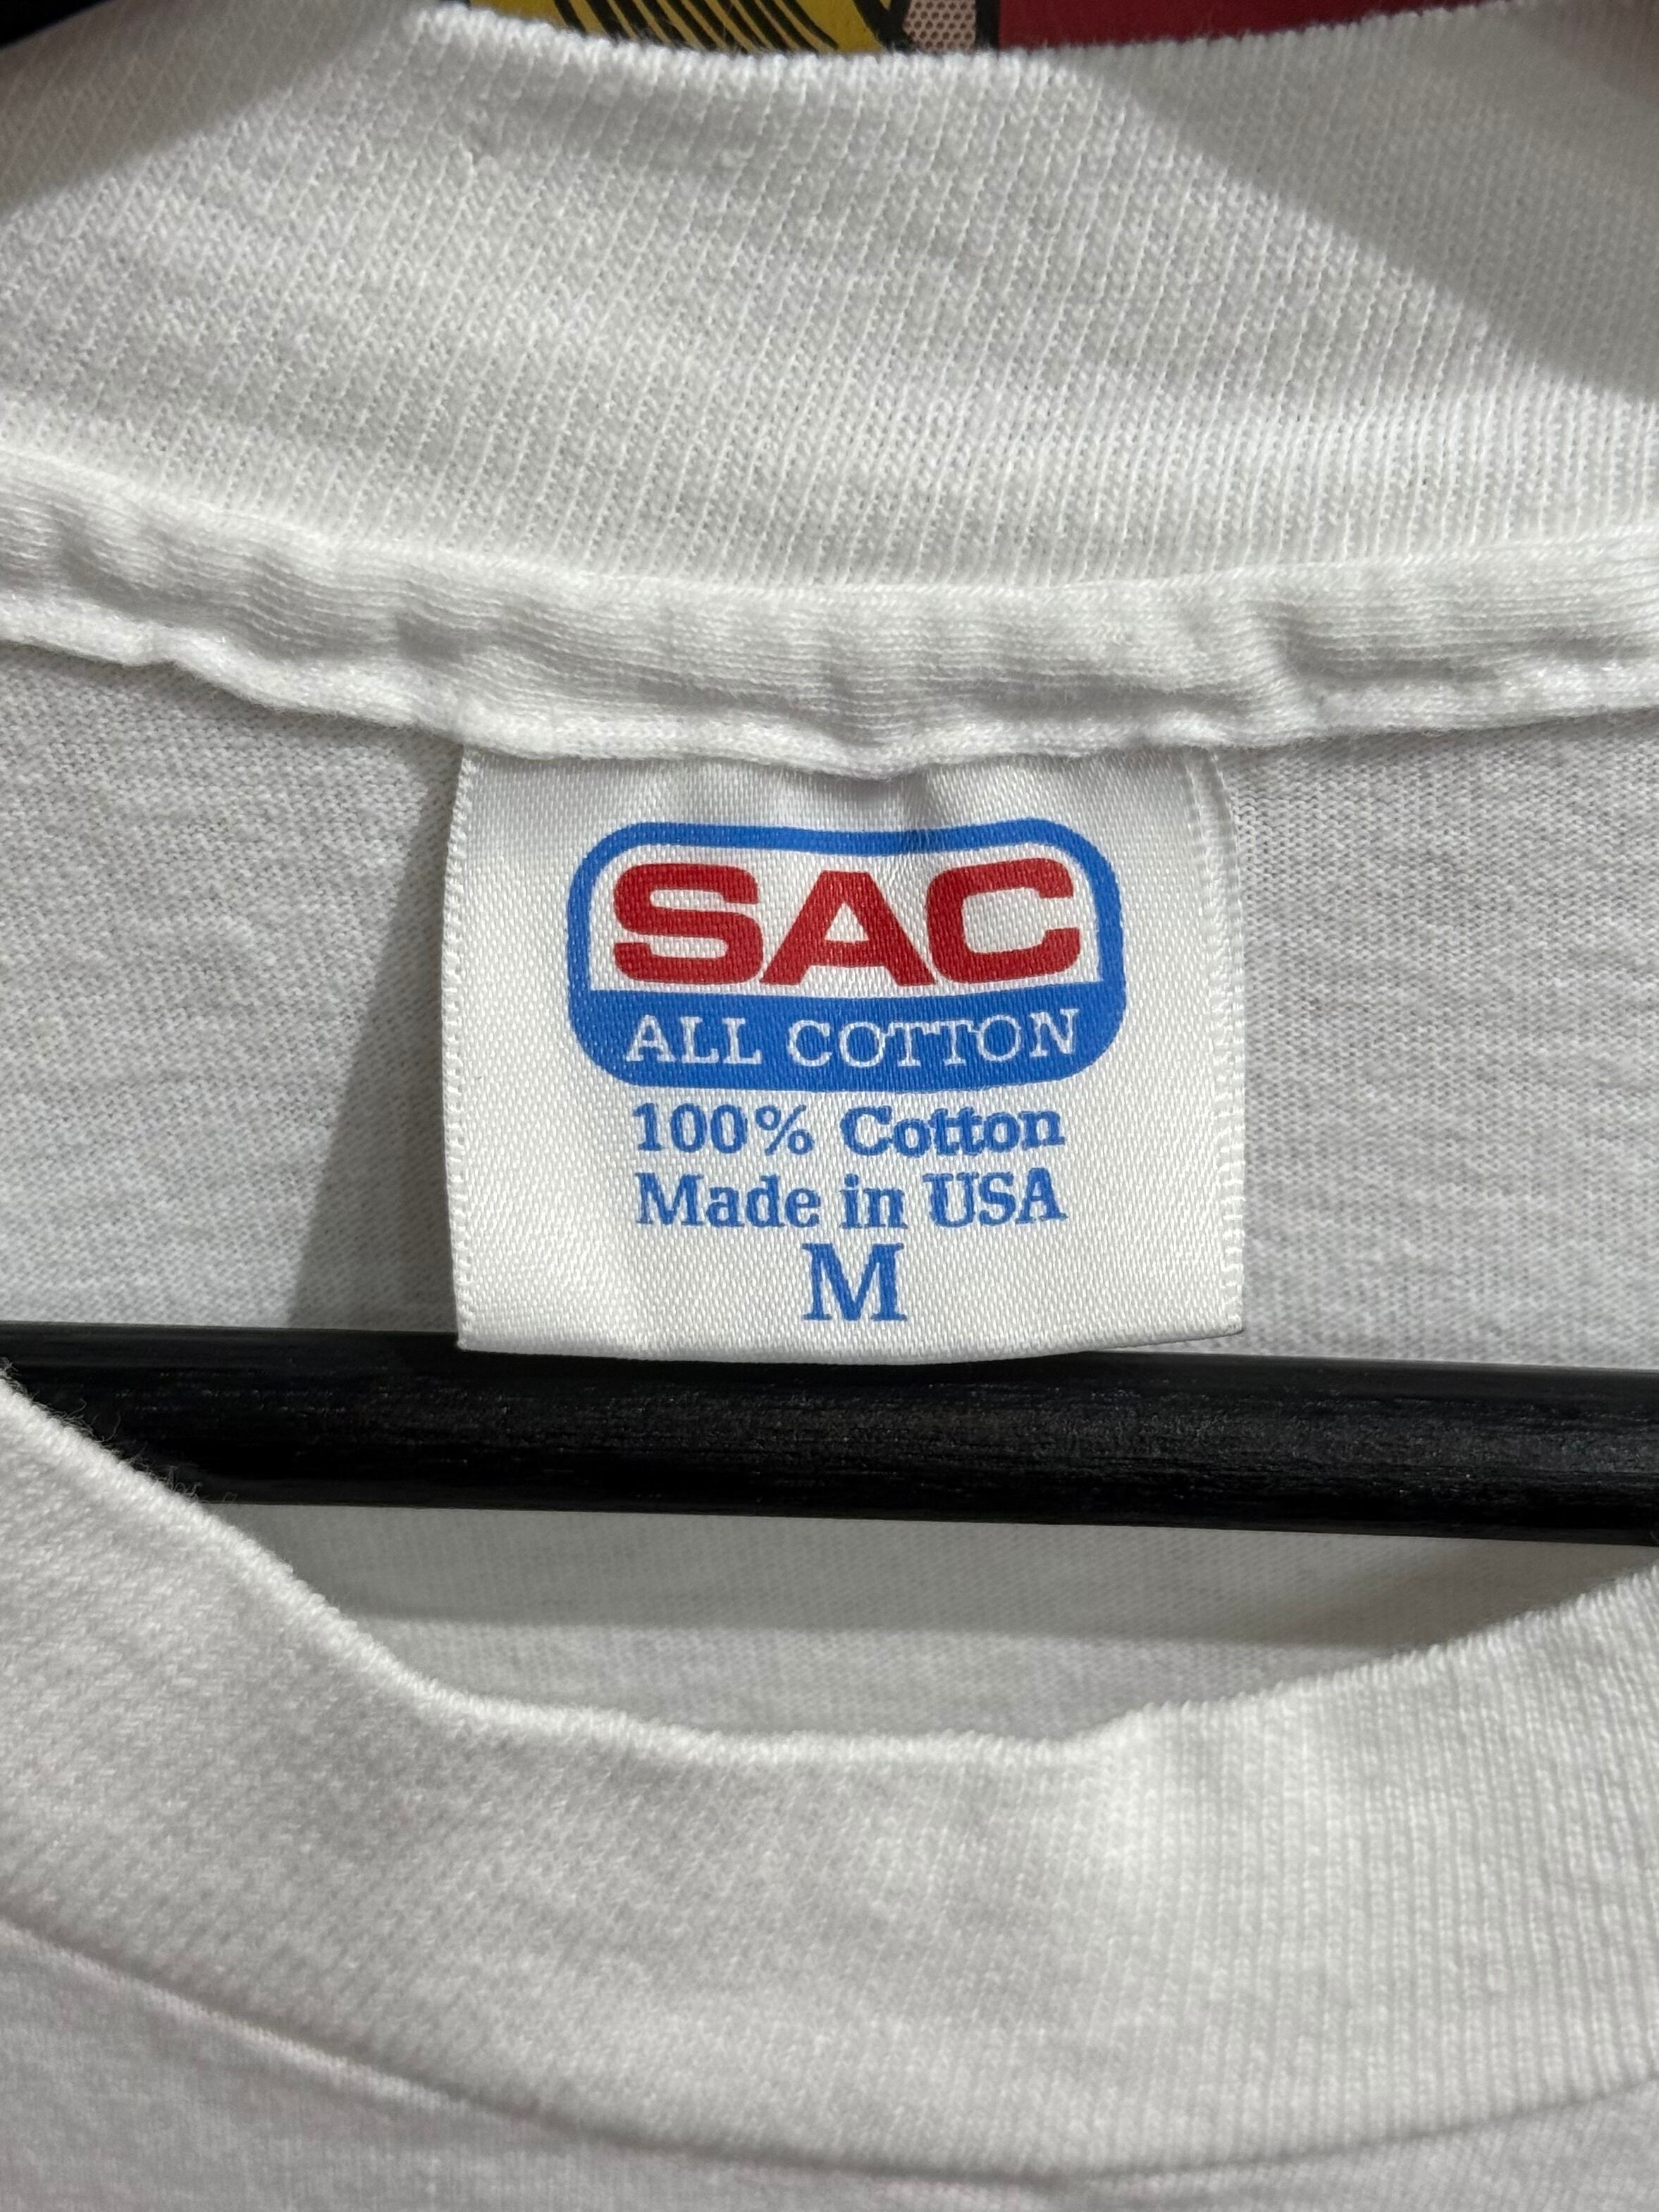 SAC
ALL COTTON
100% Cotton
Made in USA
M